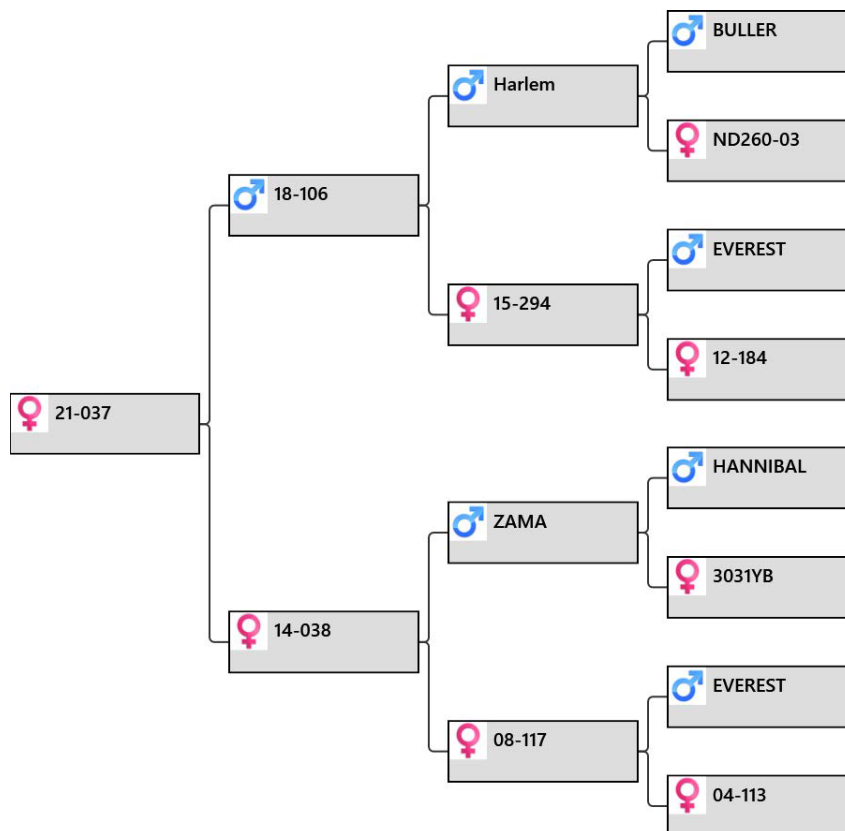 BULLER
Harlem
ND260-03
18-106
EVEREST
15-294
12-184
21-037
HANNIBAL
ZAMA
3031YB
14-038
EVEREST
08-117
04-113